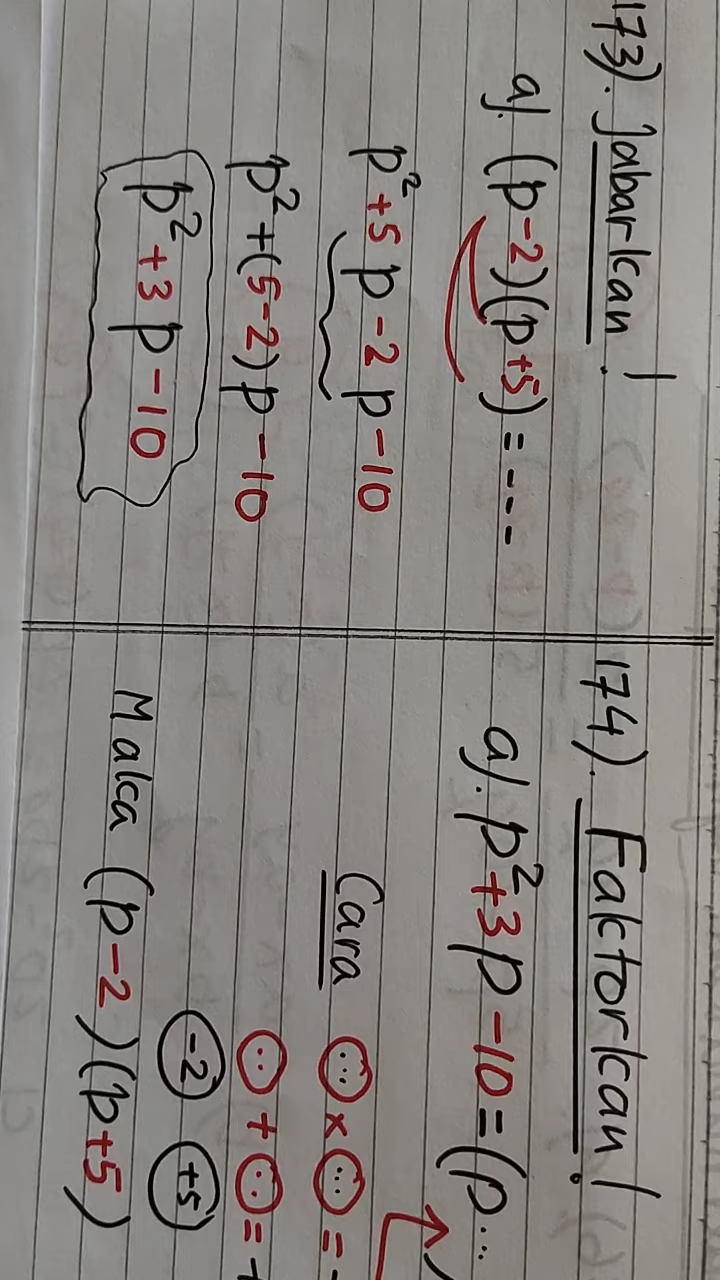 173). Jabarkan!
a). (p-2)(p+5) = ---
p²+5p-2p-10
p²+(5-2)p-10
p²+3p-10
174). Faktorkan!
a). p²+3p-10=(p...
Cara (...) x (...) = -
(..) + (..) = +
-2 +5
Maka (p-2)(p+5)